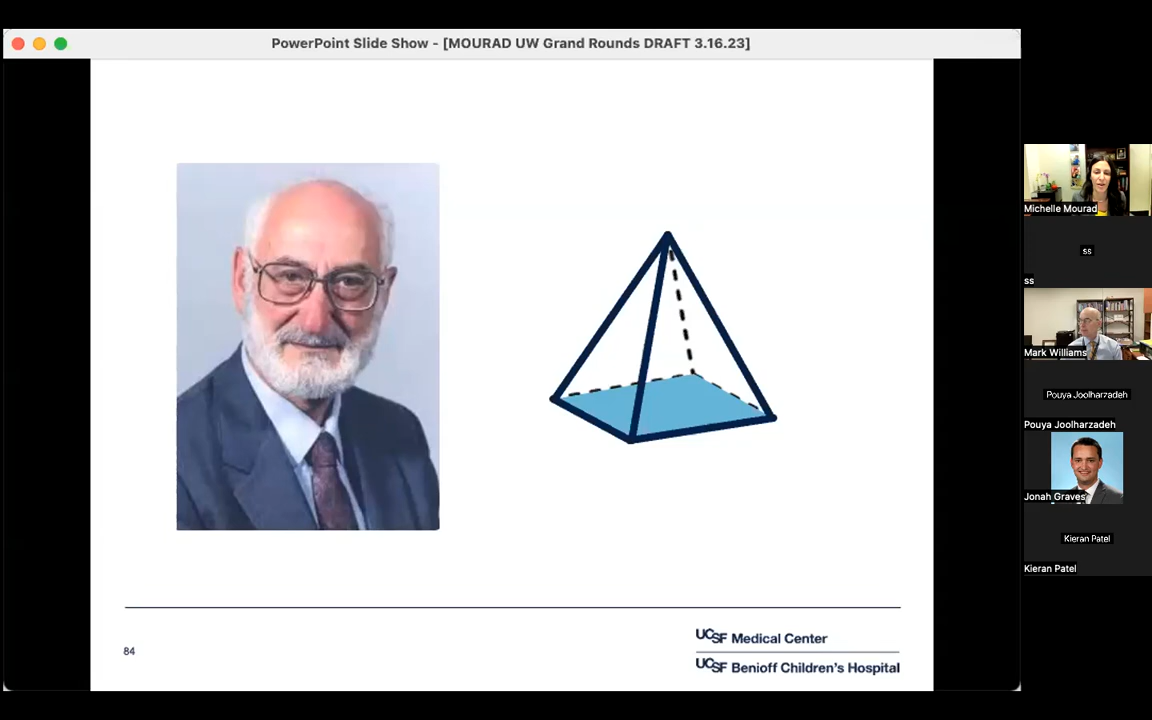 PowerPoint Slide Show - [MOURAD UW Grand Rounds DRAFT 3.16.23]
Michelle Mourad
ss
ss
Mark Williams
Pouya Joolharzadeh
Pouya Joolharzadeh
Jonah Graves
Kieran Patel
Kieran Patel
84
UCSF Medical Center
UCSF Benioff Children's Hospital